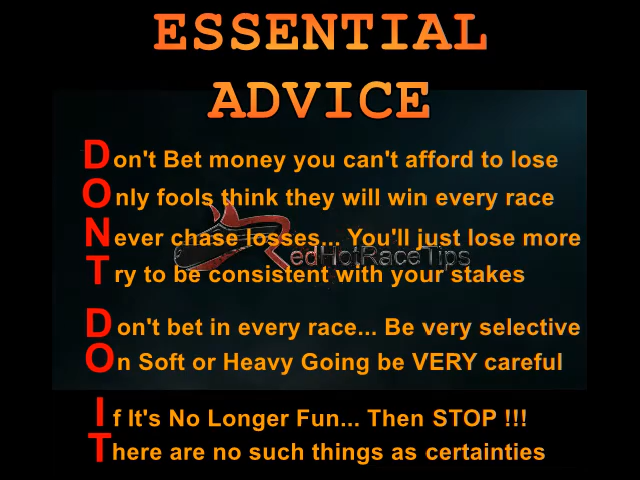 ESSENTIAL
ADVICE
Don't Bet money you can't afford to lose
Only fools think they will win every race
Never chase losses... You'll just lose more
RedHotRaceTips
Try to be consistent with your stakes
Don't bet in every race... Be very selective
On Soft or Heavy Going be VERY careful
If It's No Longer Fun... Then STOP !!!
There are no such things as certainties